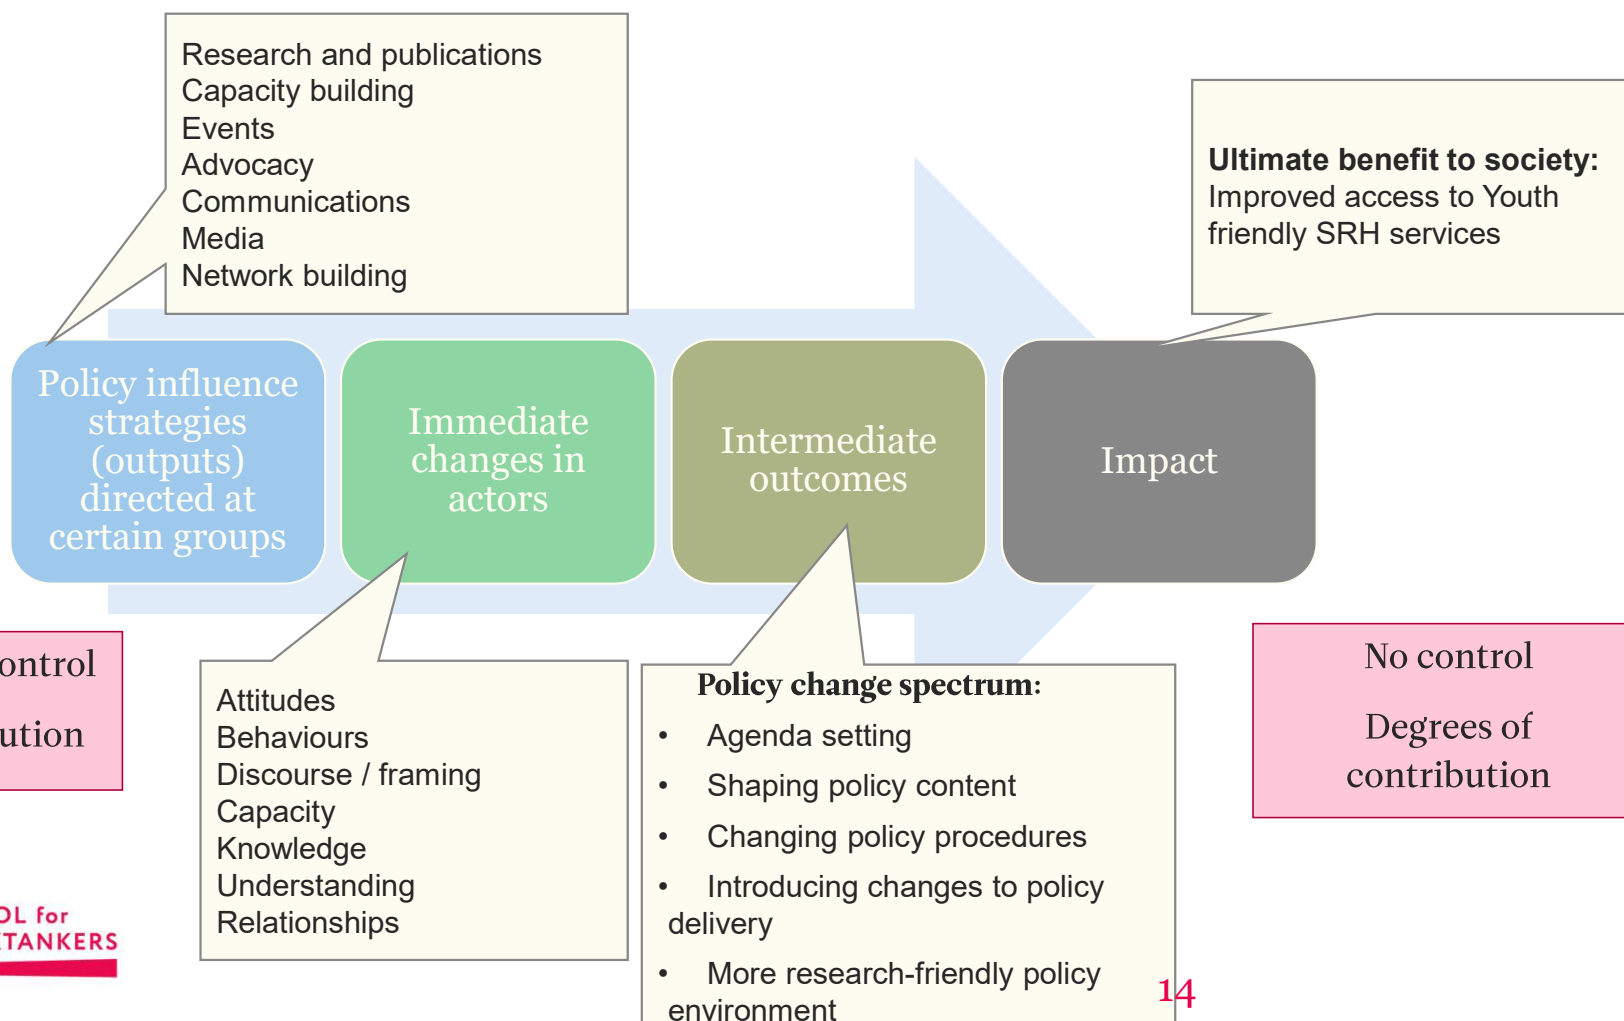 Research and publications
Capacity building
Events
Advocacy
Communications
Media
Network building
Ultimate benefit to society:
Improved access to Youth
friendly SRH services
Policy influence
strategies
(outputs)
directed at
certain groups
Immediate
changes in
actors
Intermediate
outcomes
Impact
ontrol
ution
Attitudes
Behaviours
Discourse / framing
Capacity
Knowledge
Understanding
Relationships
Policy change spectrum:
• Agenda setting
• Shaping policy content
• Changing policy procedures
• Introducing changes to policy
delivery
• More research-friendly policy
environment
No control
Degrees of
contribution
OL for
TANKERS
14